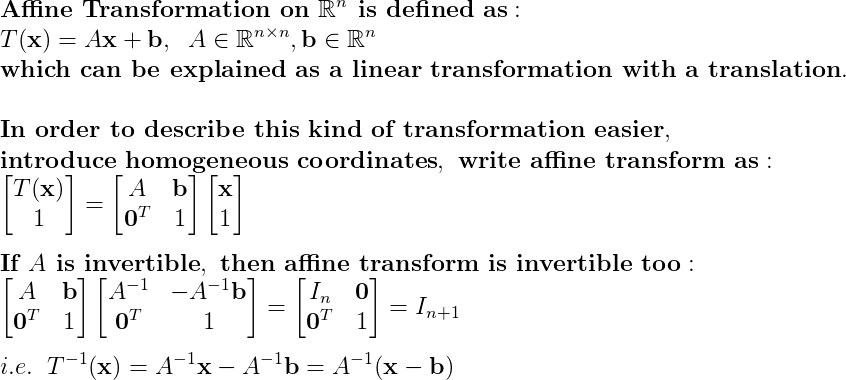 Affine Transformation on ℝⁿ is defined as :
T(x) = Ax + b, A ∈ ℝⁿˣⁿ, b ∈ ℝⁿ
which can be explained as a linear transformation with a translation.
In order to describe this kind of transformation easier,
introduce homogeneous coordinates, write affine transform as :
[T(x); 1] = [A b; 0ᵀ 1] [x; 1]
If A is invertible, then affine transform is invertible too :
[A b; 0ᵀ 1] [A⁻¹ −A⁻¹b; 0ᵀ 1] = [Iₙ 0; 0ᵀ 1] = Iₙ₊₁
i.e. T⁻¹(x) = A⁻¹x − A⁻¹b = A⁻¹(x − b)